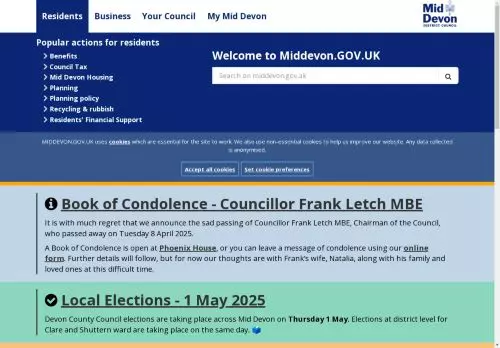 Residents Business Your Council My Mid Devon
Mid Devon
DISTRICT COUNCIL
Popular actions for residents
Benefits
Council Tax
Mid Devon Housing
Planning
Planning policy
Recycling & rubbish
Residents' Financial Support
Welcome to Middevon.GOV.UK
Search on middevon.gov.uk
MIDDEVON.GOV.UK uses cookies which are essential for the site to work. We also use non-essential cookies to help us improve our website. Any data collected
is anonymised.
Accept all cookies Set cookie preferences
Book of Condolence - Councillor Frank Letch MBE
It is with much regret that we announce the sad passing of Councillor Frank Letch MBE, Chairman of the Council,
who passed away on Tuesday 8 April 2025.
A Book of Condolence is open at Phoenix House, or you can leave a message of condolence using our online
form. Further details will follow, but for now our thoughts are with Frank's wife, Natalia, along with his family and
loved ones at this difficult time.
Local Elections - 1 May 2025
Devon County Council elections are taking place across Mid Devon on Thursday 1 May. Elections at district level for
Clare and Shuttern ward are taking place on the same day.